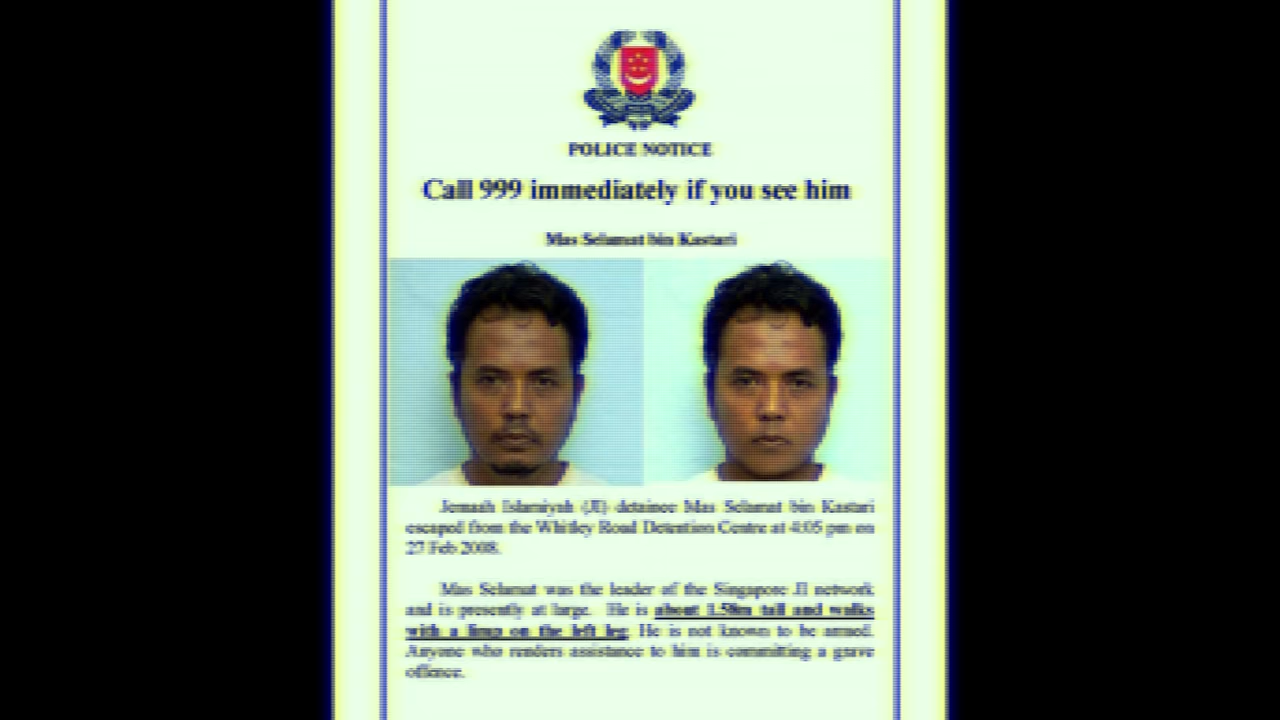 POLICE NOTICE
Call 999 immediately if you see him
Mas Selamat bin Kastari
Jemaah Islamiyah (JI) detainee Mas Selamat bin Kastari
escaped from the Whitley Road Detention Centre at 4:05 pm on
27 Feb 2008.
Mas Selamat was the leader of the Singapore JI network
and is presently at large. He is about 1.58m tall and walks
with a limp on the left leg. He is not known to be armed.
Anyone who renders assistance to him is committing a grave
offence.